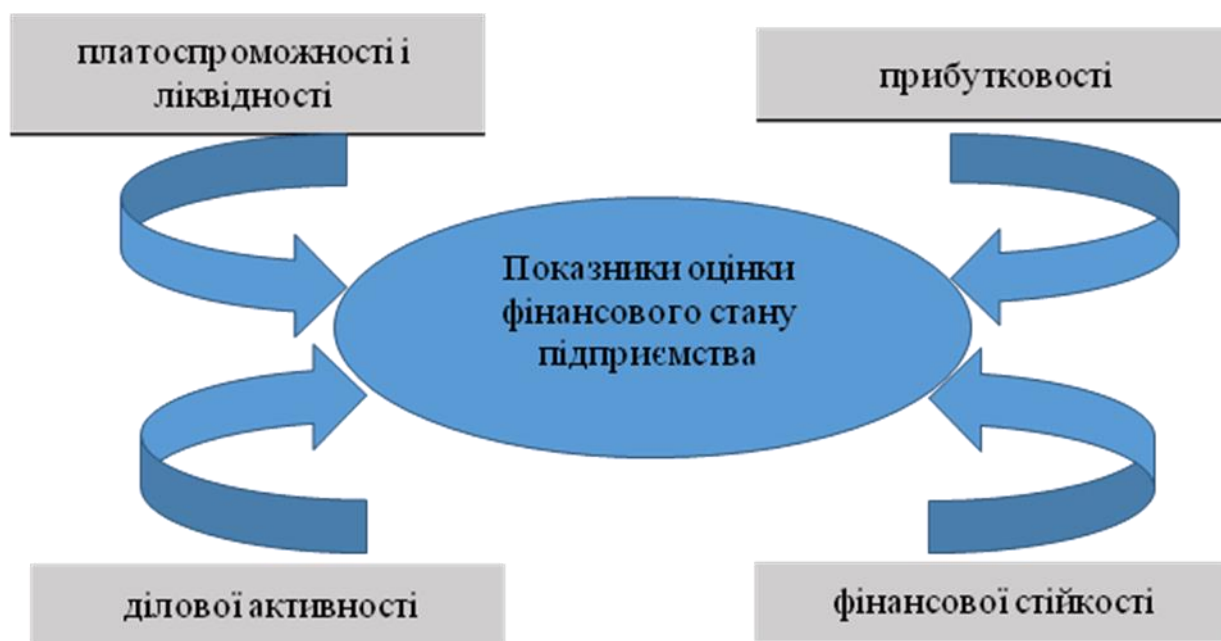 платоспроможності і
ліквідності
прибутковості
Показники оцінки
фінансового стану
підприємства
ділової активності
фінансової стійкості